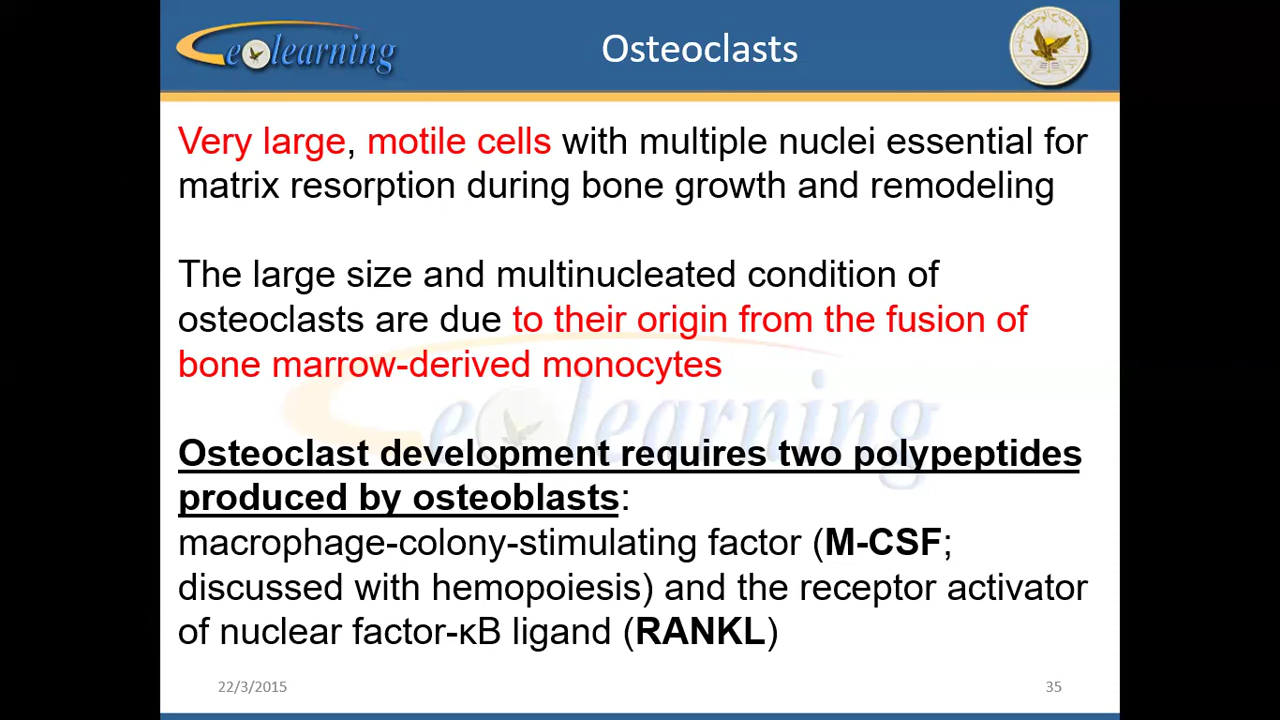 eolearning
Osteoclasts
Very large, motile cells with multiple nuclei essential for
matrix resorption during bone growth and remodeling
The large size and multinucleated condition of
osteoclasts are due to their origin from the fusion of
bone marrow-derived monocytes
eolearning
Osteoclast development requires two polypeptides
produced by osteoblasts:
macrophage-colony-stimulating factor (M-CSF;
discussed with hemopoiesis) and the receptor activator
of nuclear factor-κB ligand (RANKL)
22/3/2015
35